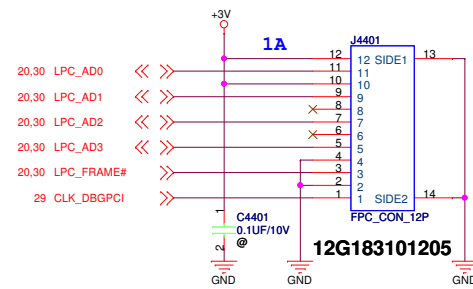 +3V
1A
J4401
12 12 SIDE1 13
20,30 LPC_AD0 11 11
10 10
20,30 LPC_AD1 9 9
8 8
20,30 LPC_AD2 7 7
6 6
20,30 LPC_AD3 5 5
4 4
20,30 LPC_FRAME# 3 3
2 2
29 CLK_DBGPCI 1 1 SIDE2 14
FPC_CON_12P
1
C4401
0.1UF/10V
@
2
12G183101205
GND GND GND